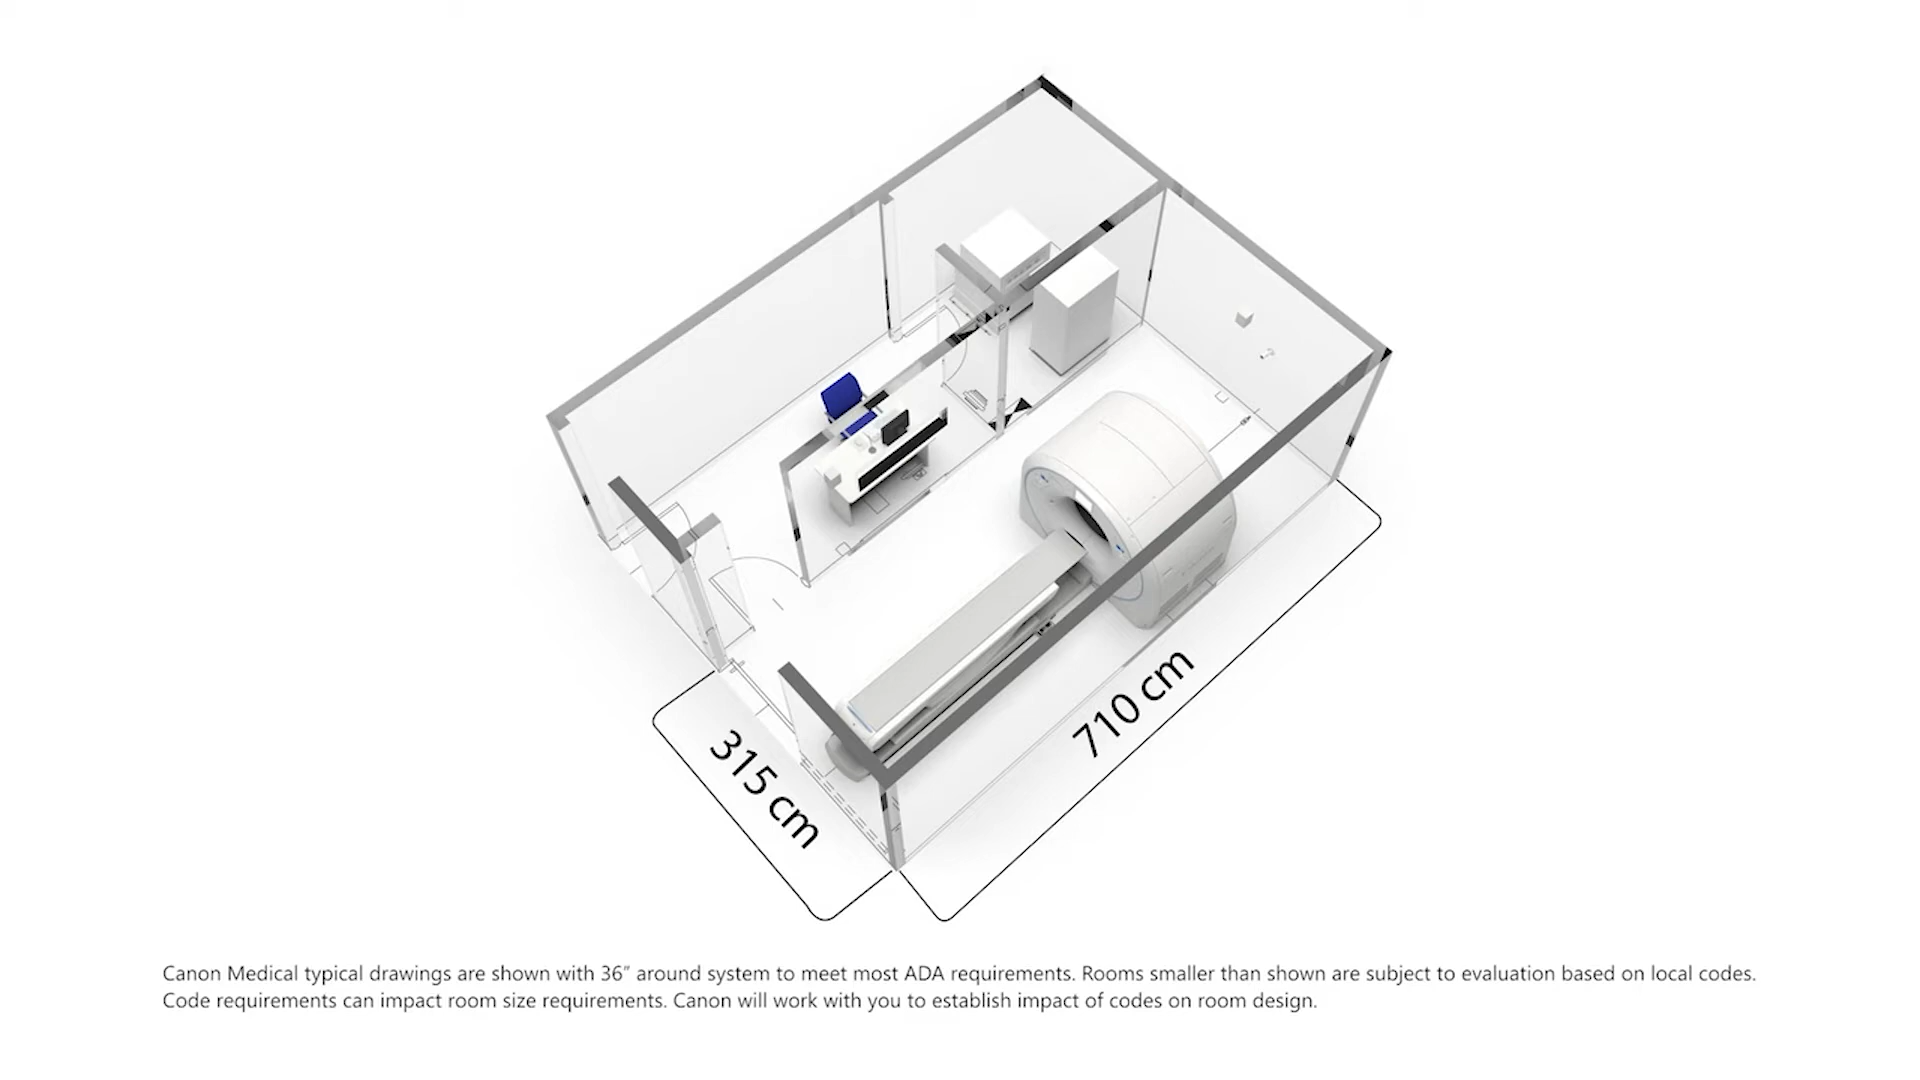 315 cm
710 cm
Canon Medical typical drawings are shown with 36” around system to meet most ADA requirements. Rooms smaller than shown are subject to evaluation based on local codes.
Code requirements can impact room size requirements. Canon will work with you to establish impact of codes on room design.